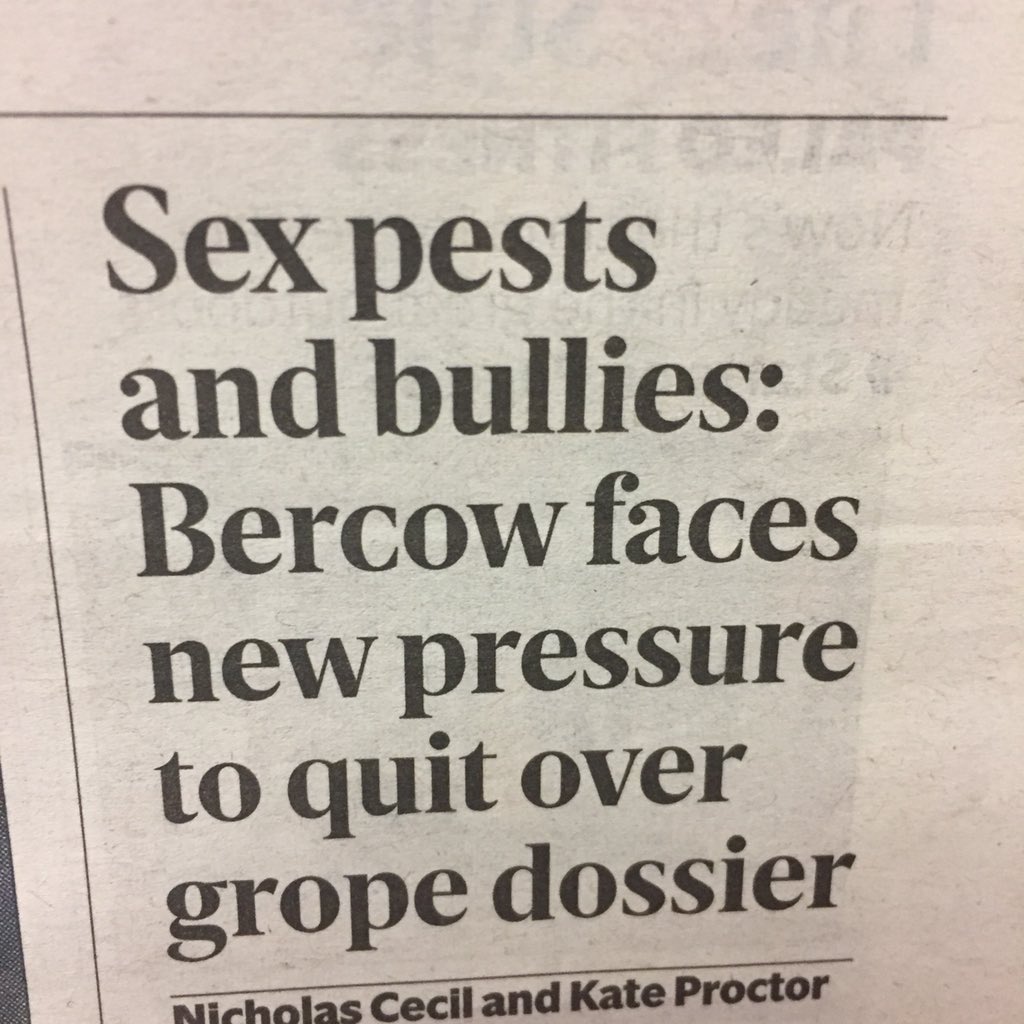 Sex pests
and bullies:
Bercow faces
new pressure
to quit over
grope dossier
Nicholas Cecil and Kate Proctor